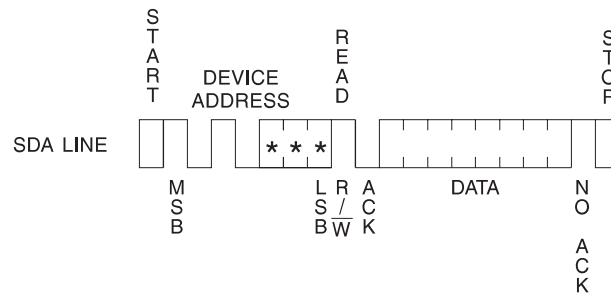 START
DEVICE
ADDRESS
READ
STOP
SDA LINE
* * *
MSB
LSB
R/W
ACK
DATA
NO ACK